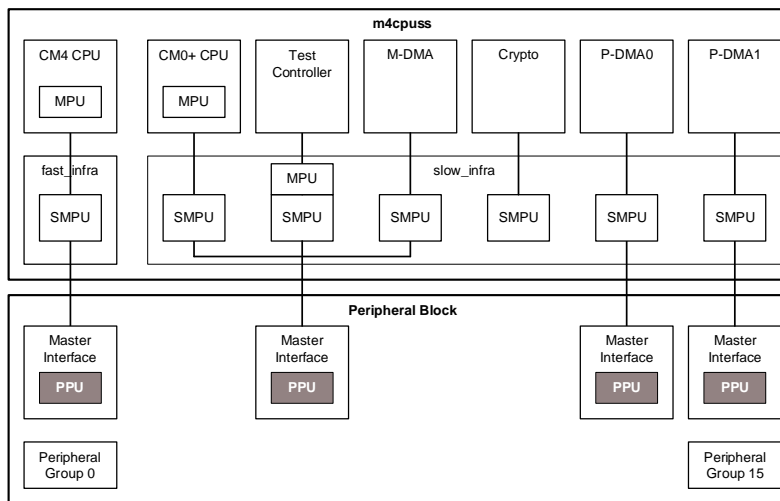 m4cpuss
CM4 CPU
MPU
CM0+ CPU
MPU
Test
Controller
M-DMA
Crypto
P-DMA0
P-DMA1
fast_infra
slow_infra
MPU
SMPU
SMPU
SMPU
SMPU
SMPU
SMPU
SMPU
Peripheral Block
Master
Interface
PPU
Master
Interface
PPU
Master
Interface
PPU
Master
Interface
PPU
Peripheral
Group 0
Peripheral
Group 15